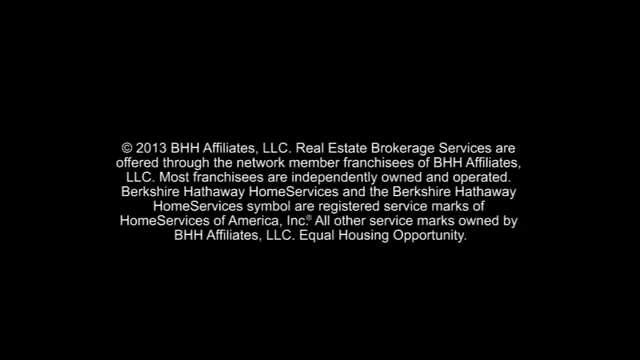 © 2013 BHH Affiliates, LLC. Real Estate Brokerage Services are
offered through the network member franchisees of BHH Affiliates,
LLC. Most franchisees are independently owned and operated.
Berkshire Hathaway HomeServices and the Berkshire Hathaway
HomeServices symbol are registered service marks of
HomeServices of America, Inc.® All other service marks owned by
BHH Affiliates, LLC. Equal Housing Opportunity.